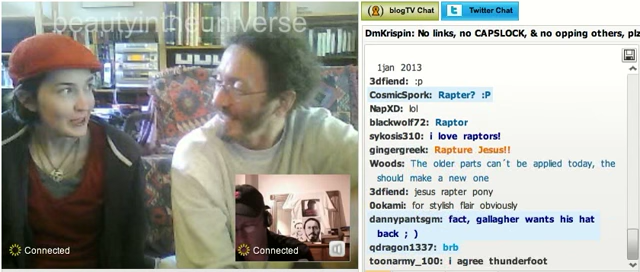 beautyintheuniverse
Connected
Connected
blogTV Chat
Twitter Chat
DmKrispin: No links, no CAPSLOCK, & no opping others, plz
1jan 2013
3dfiend: :p
CosmicSpork: Rapter? :P
NapXD: lol
blackwolf72: Raptor
sykosis310: i love raptors!
gingergreek: Rapture Jesus!!
Woods: The older parts can´t be applied today, the
should make a new one
3dfiend: jesus rapter pony
0okami: for stylish flair obviously
dannypantsgm: fact, gallagher wants his hat
back ; )
qdragon1337: brb
toonarmy_100: i agree thunderfoot